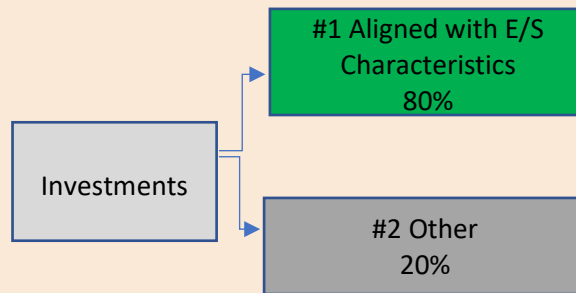 #1 Aligned with E/S
Characteristics
80%
Investments
#2 Other
20%